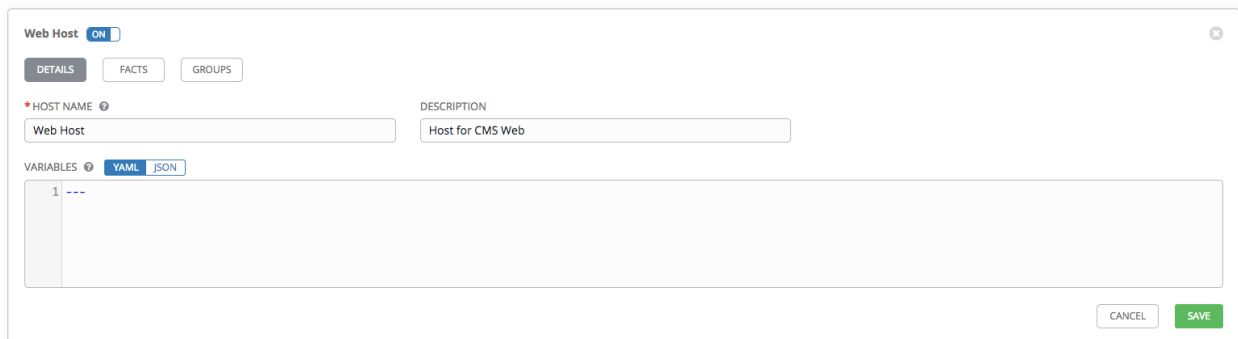 Web Host ON
DETAILS FACTS GROUPS
* HOST NAME DESCRIPTION
Web Host Host for CMS Web
VARIABLES YAML JSON
1 ---
CANCEL SAVE